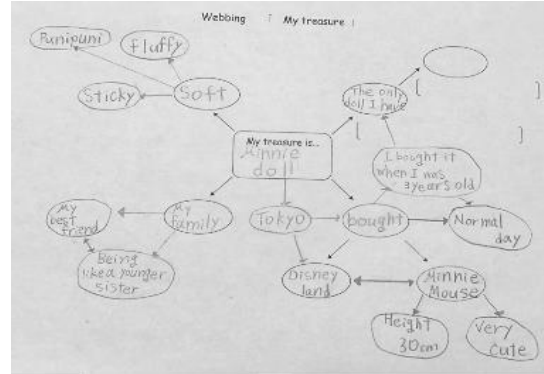 Webbing 「 My treasure 」
Punipuni
Fluffy
Sticky
Soft
The only
doll I have
[ ]
[ ]
My treasure is...
Minnie
doll
I bought it
when I was
3 years old
My
best
friend
My
family
Tokyo
bought
Normal
day
Being
like a younger
sister
Disney
land
Minnie
Mouse
Height
30cm
Very
cute